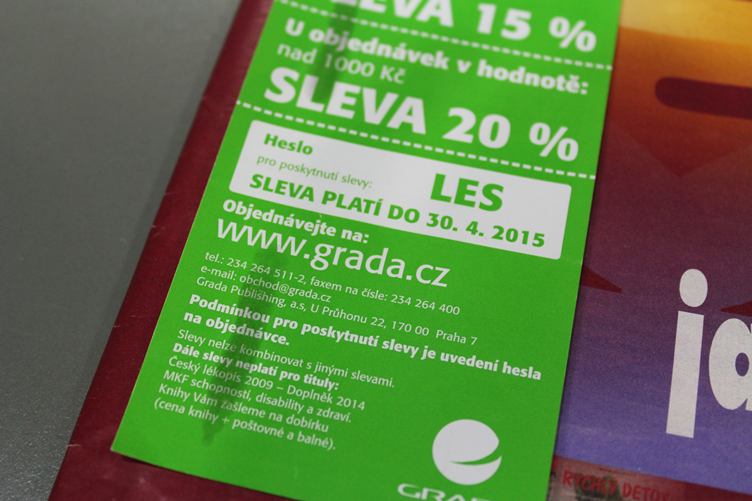 SLEVA 15 %
U objednávek v hodnotě:
nad 1000 Kč
SLEVA 20 %
Heslo
pro poskytnutí slevy: LES
SLEVA PLATÍ DO 30. 4. 2015
Objednávejte na:
www.grada.cz
tel.: 234 264 511-2, faxem na čísle: 234 264 400
e-mail: obchod@grada.cz
Grada Publishing, a.s, U Průhonu 22, 170 00 Praha 7
Podmínkou pro poskytnutí slevy je uvedení hesla
na objednávce.
Slevy nelze kombinovat s jinými slevami.
Dále slevy neplatí pro tituly:
Český lékopis 2009 – Doplněk 2014
MKF schopností, disability a zdraví.
Knihy Vám zašleme na dobírku
(cena knihy + poštovné a balné).
GRADA
ja